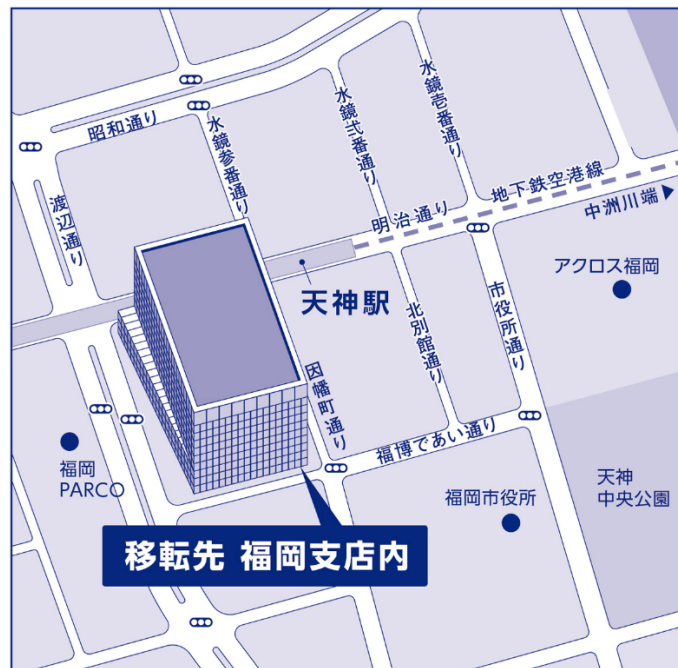 昭和通り
水鏡参番通り
水鏡弐番通り
水鏡壱番通り
渡辺通り
明治通り
地下鉄空港線
中洲川端
天神駅
アクロス福岡
北別館通り
市役所通り
因幡町通り
福博であい通り
福岡
PARCO
福岡市役所
天神
中央公園
移転先 福岡支店内